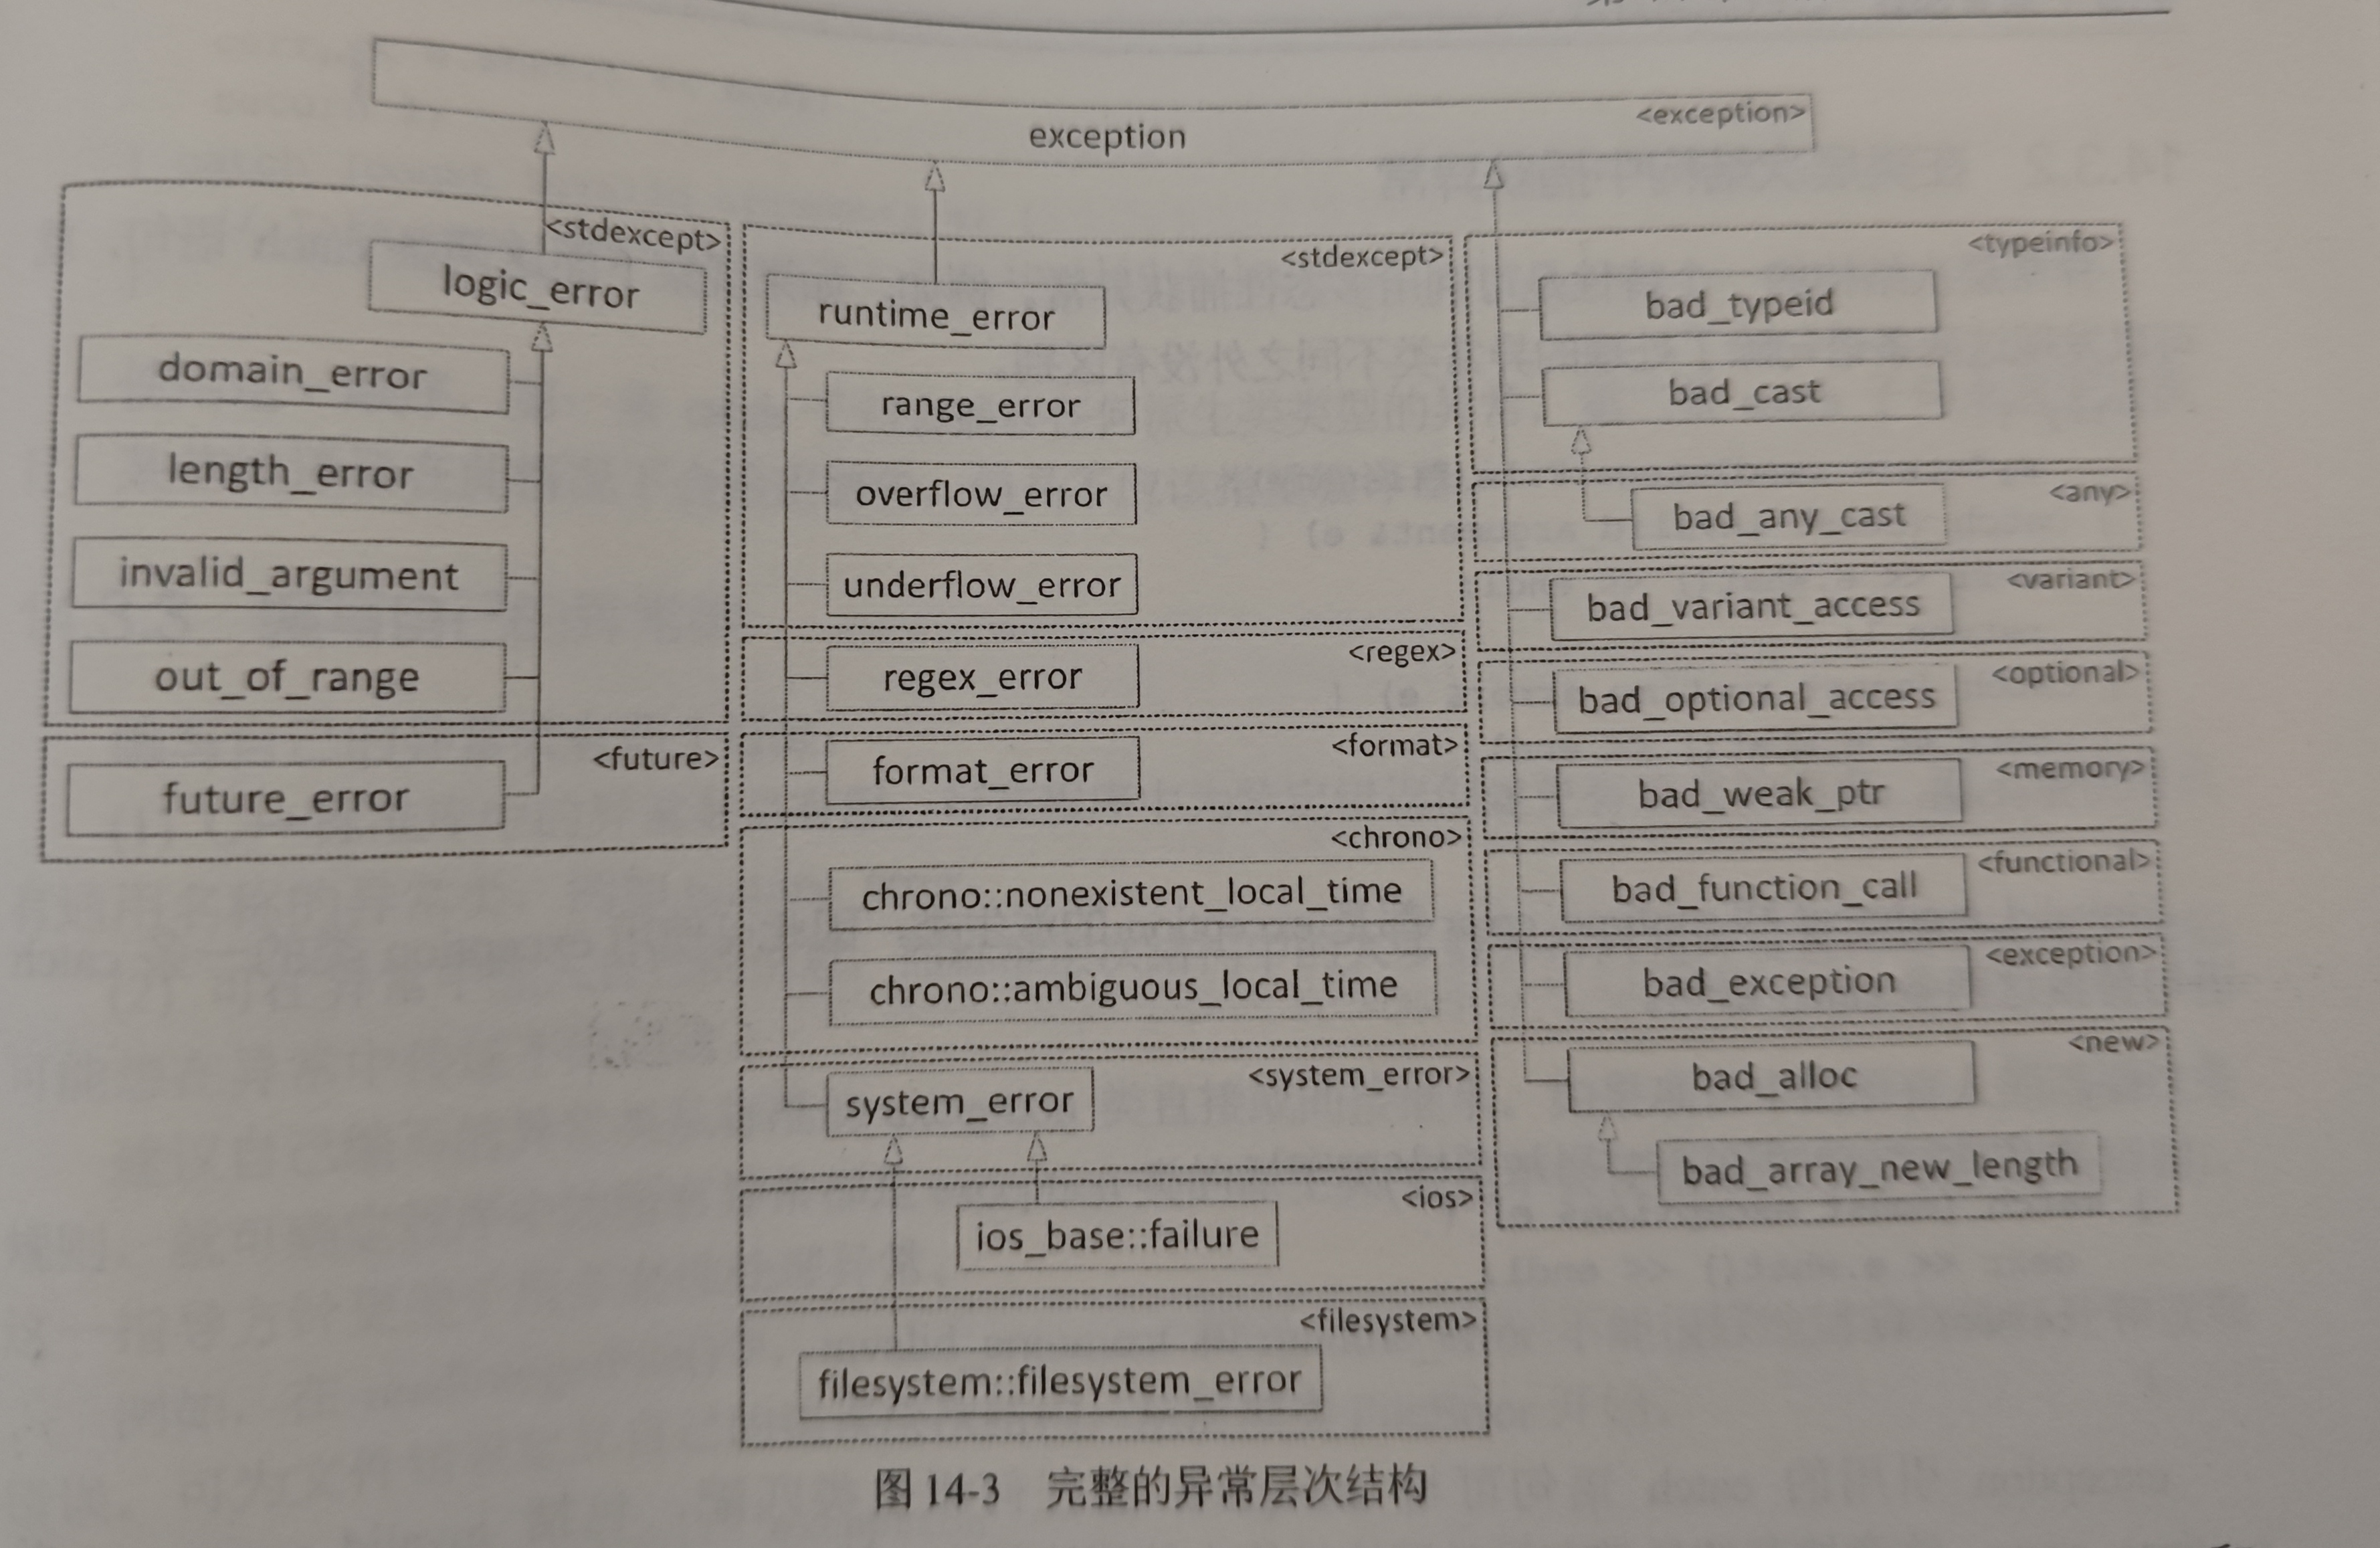 <exception>
exception
<stdexcept>
logic_error
domain_error
length_error
invalid_argument
out_of_range
<future>
future_error
<stdexcept>
runtime_error
range_error
overflow_error
underflow_error
<regex>
regex_error
<format>
format_error
<chrono>
chrono::nonexistent_local_time
chrono::ambiguous_local_time
<system_error>
system_error
<ios>
ios_base::failure
<filesystem>
filesystem::filesystem_error
<typeinfo>
bad_typeid
bad_cast
<any>
bad_any_cast
<variant>
bad_variant_access
<optional>
bad_optional_access
<memory>
bad_weak_ptr
<functional>
bad_function_call
<exception>
bad_exception
<new>
bad_alloc
bad_array_new_length
图 14-3 完整的异常层次结构